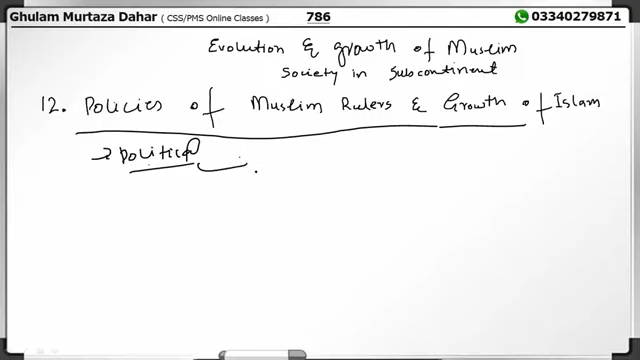 Ghulam Murtaza Dahar ( CSS/PMS Online Classes ) 786 03340279871
Evolution & growth of Muslim
Society in Subcontinent
12. Policies of Muslim Rulers & Growth of Islam
→ Political